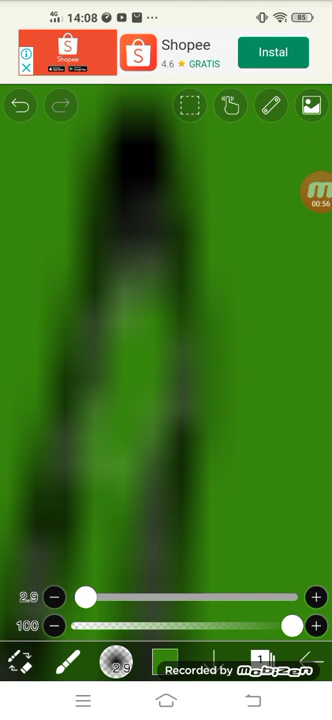 4G 14:08 85
Shopee
Shopee
4.6 ★ GRATIS
Instal
00:56
2.9
100
2.9
1
Recorded by mobizen